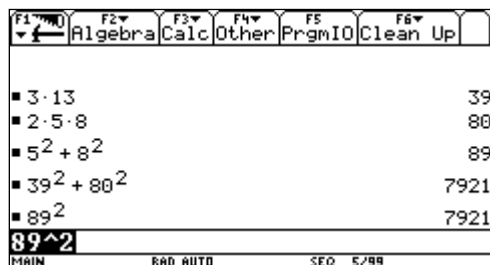 F1 F2 F3 F4 F5 F6
Algebra Calc Other PrgmIO Clean Up
▪ 3·13 39
▪ 2·5·8 80
▪ 5² + 8² 89
▪ 39² + 80² 7921
▪ 89² 7921
89^2
MAIN RAD AUTO SEQ 5/99